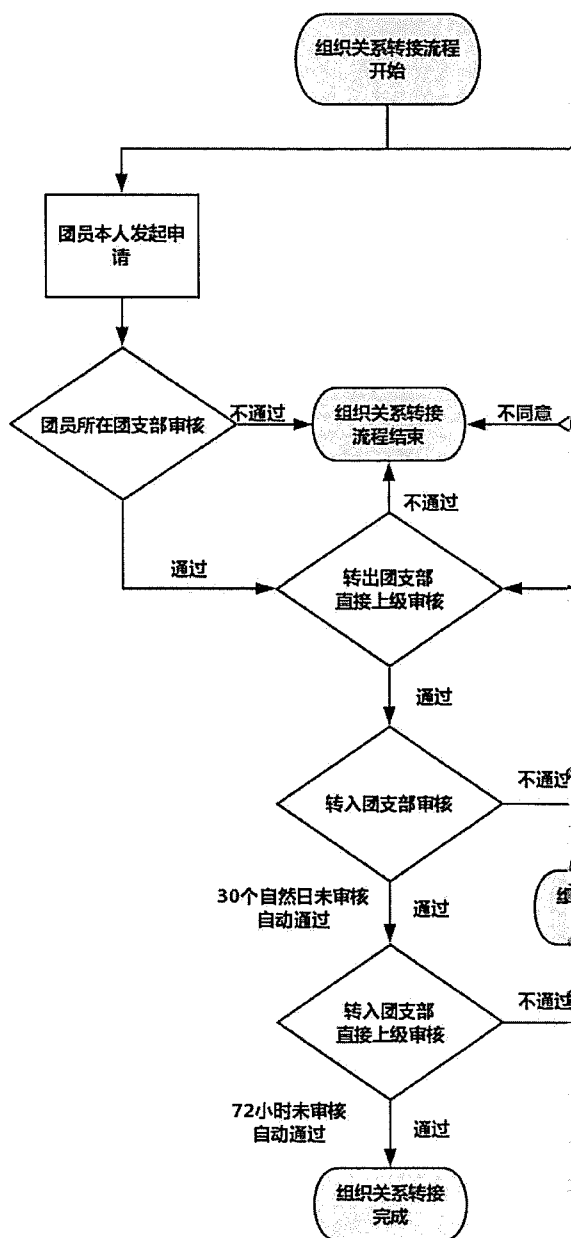 组织关系转接流程
开始
团员本人发起申
请
团员所在团支部审核
不通过
组织关系转接
流程结束
不同意
不通过
通过
转出团支部
直接上级审核
通过
转入团支部审核
不通过
30个自然日未审核
自动通过
通过
组
转入团支部
直接上级审核
不通过
72小时未审核
自动通过
通过
组织关系转接
完成